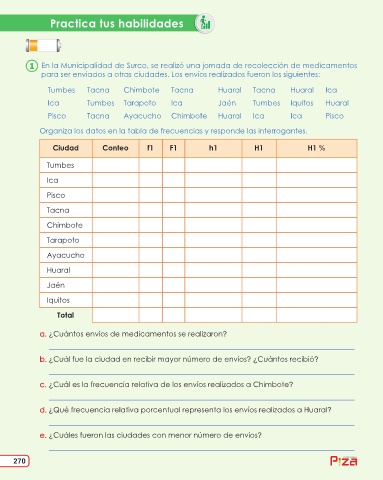 Practica tus habilidades
1 En la Municipalidad de Surco, se realizó una jornada de recolección de medicamentos
para ser enviados a otras ciudades. Los envíos realizados fueron los siguientes:
Tumbes Tacna Chimbote Tacna Huaral Tacna Huaral Ica
Ica Tumbes Tarapoto Ica Jaén Tumbes Iquitos Huaral
Pisco Tacna Ayacucho Chimbote Huaral Ica Ica Pisco
Organiza los datos en la tabla de frecuencias y responde las interrogantes.
Ciudad Conteo f1 F1 h1 H1 H1 %
Tumbes
Ica
Pisco
Tacna
Chimbote
Tarapoto
Ayacucho
Huaral
Jaén
Iquitos
Total
a. ¿Cuántos envíos de medicamentos se realizaron?
b. ¿Cuál fue la ciudad en recibir mayor número de envíos? ¿Cuántos recibió?
c. ¿Cuál es la frecuencia relativa de los envíos realizados a Chimbote?
d. ¿Qué frecuencia relativa porcentual representa los envíos realizados a Huaral?
e. ¿Cuáles fueron las ciudades con menor número de envíos?
270
Piza